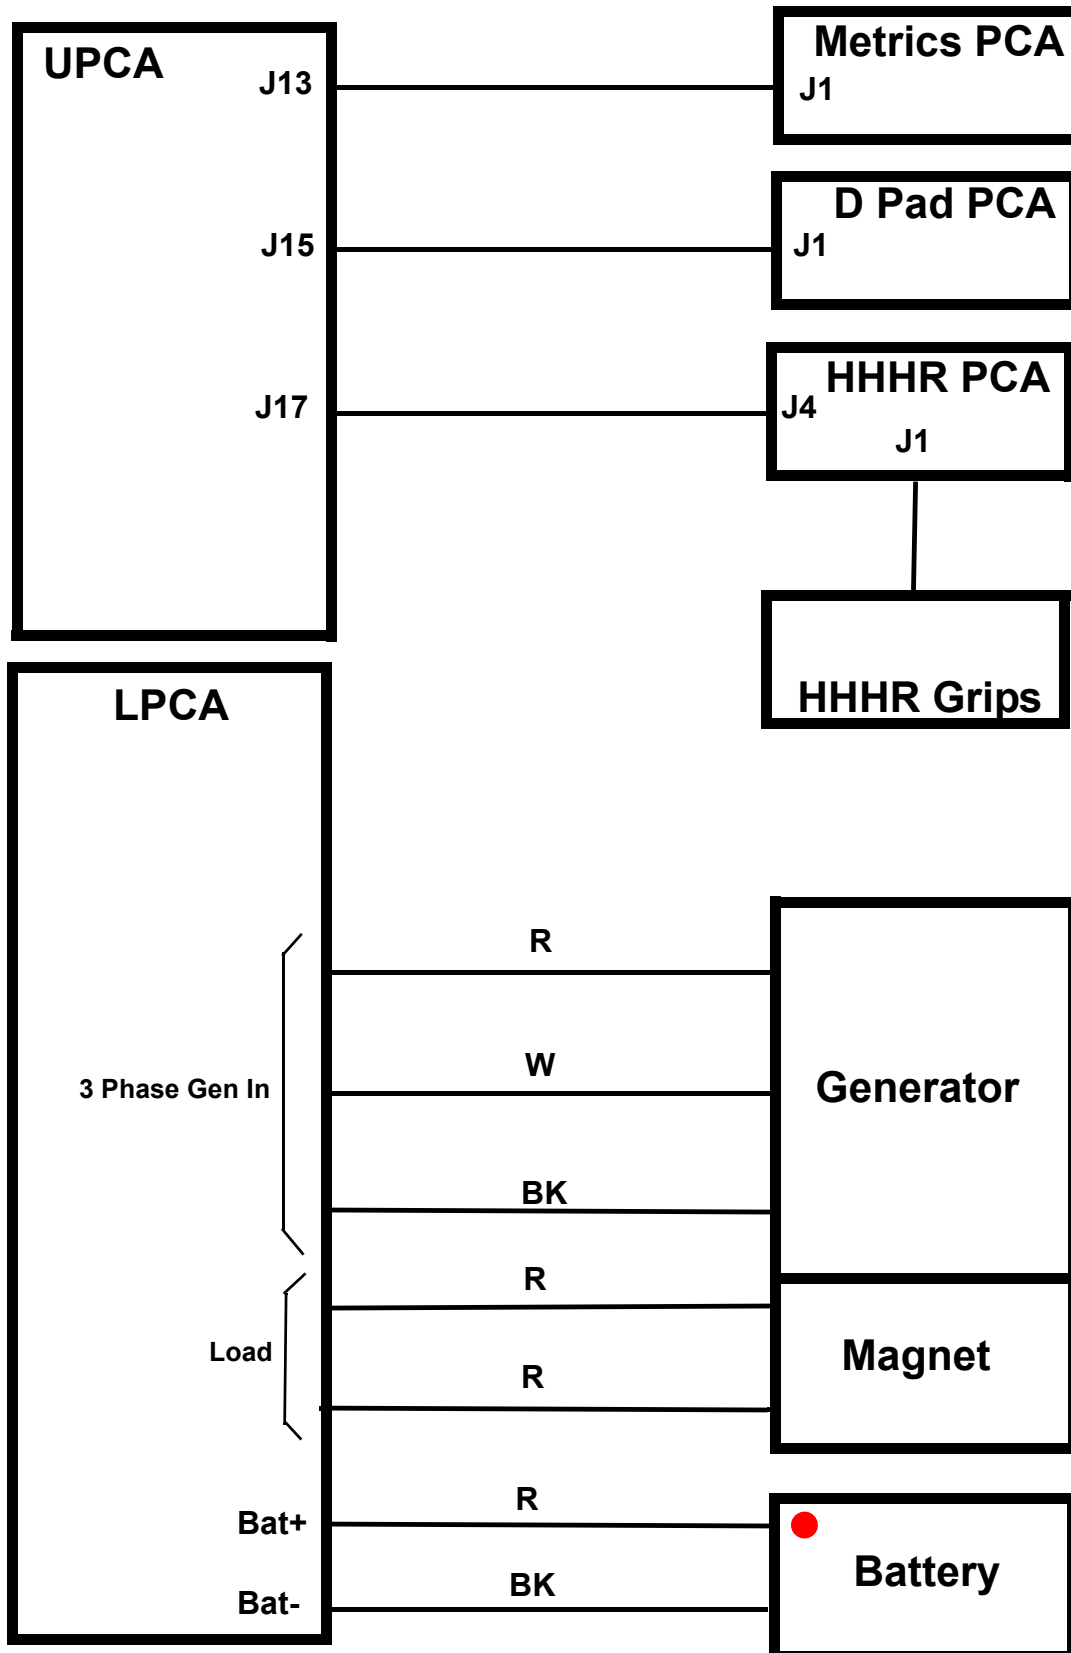 UPCA
J13
Metrics PCA
J1
D Pad PCA
J15
J1
HHHR PCA
J17
J4
J1
HHHR Grips
LPCA
R
3 Phase Gen In
W
Generator
BK
R
Load
Magnet
R
R
Bat+
Battery
BK
Bat-